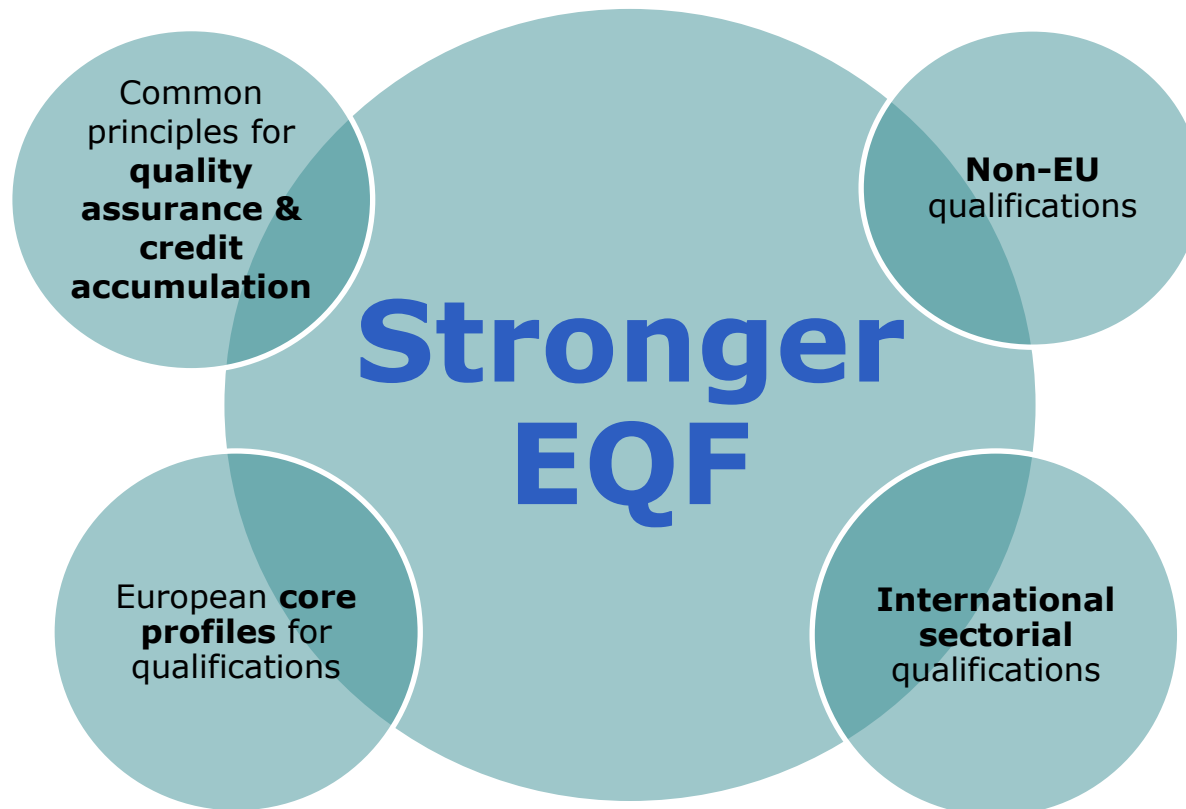 Common
principles for
quality
assurance &
credit
accumulation
Non-EU
qualifications
Stronger
EQF
European core
profiles for
qualifications
International
sectorial
qualifications